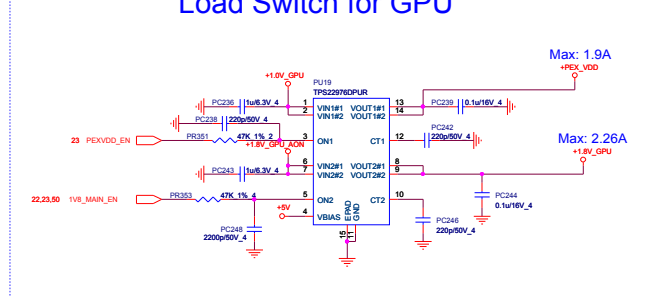 Load Switch for GPU
Max: 1.9A
+PEX_VDD
+1.0V_GPU
PU19
TPS22976DPUR
PC236 1u/6.3V_4
1 VIN1#1 VOUT1#1 13
2 VIN1#2 VOUT1#2 14
PC239 0.1u/16V_4
PC238 220p/50V_4
PC242
220p/50V_4
23 PEXVDD_EN PR351 47K_1%_2 3 ON1 CT1 12
+1.8V_GPU_AON
Max: 2.26A
+1.8V_GPU
PC243 1u/6.3V_4
6 VIN2#1 VOUT2#1 8
7 VIN2#2 VOUT2#2 9
22,23,50 1V8_MAIN_EN PR353 47K_1%_4 5 ON2 CT2 10
PC244
0.1u/16V_4
+5V
4 VBIAS
EPAD
GND
15
11
PC248
2200p/50V_4
PC246
220p/50V_4